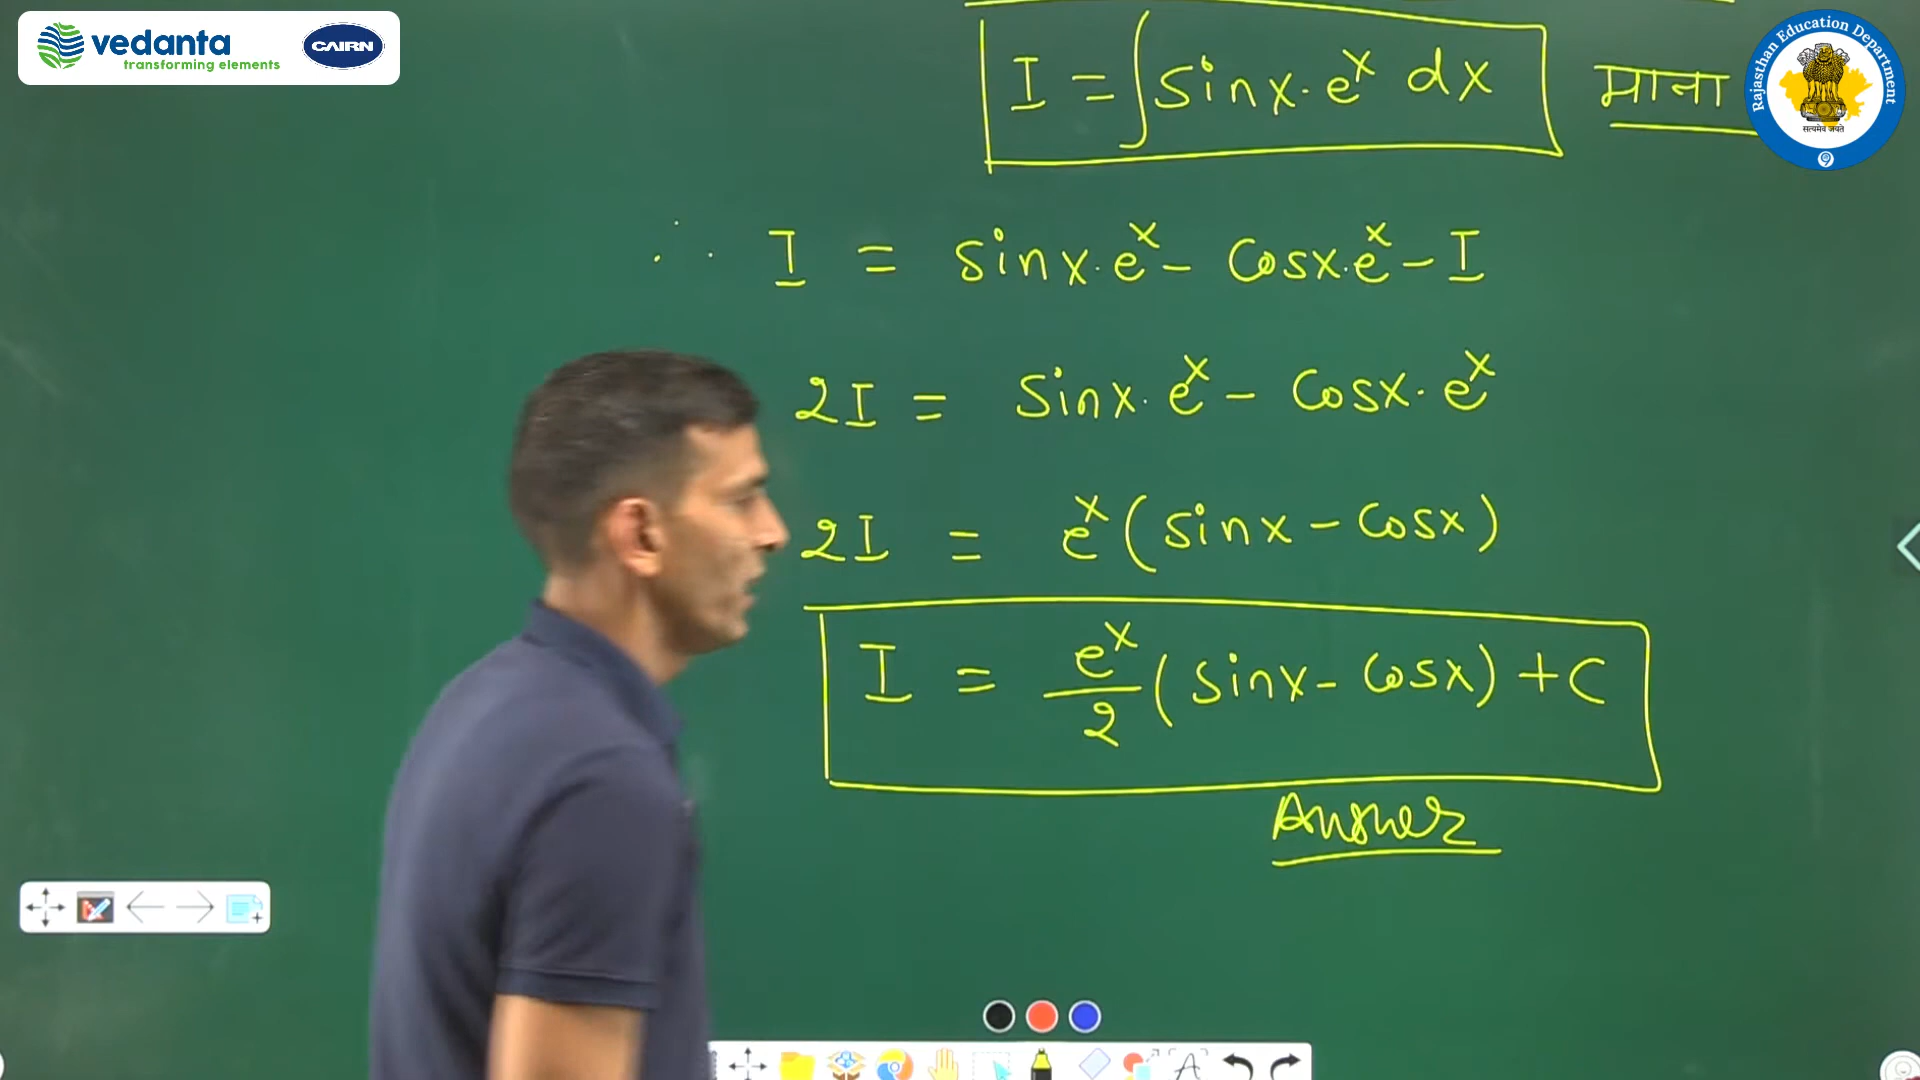 vedanta
transforming elements
CAIRN
Rajasthan Education Department
सत्यमेव जयते
I = ∫ sinx·eˣ dx माना
∴ I = sinx·eˣ - cosx·eˣ - I
2I = sinx·eˣ - cosx·eˣ
2I = eˣ(sinx - cosx)
I = eˣ/2 (sinx - cosx) + C
Answer